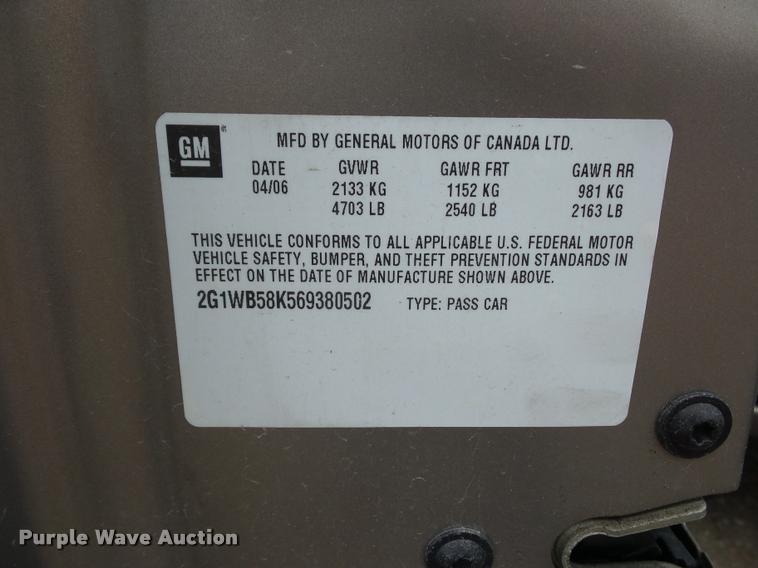 GM
MFD BY GENERAL MOTORS OF CANADA LTD.
DATE GVWR GAWR FRT GAWR RR
04/06 2133 KG 1152 KG 981 KG
4703 LB 2540 LB 2163 LB
THIS VEHICLE CONFORMS TO ALL APPLICABLE U.S. FEDERAL MOTOR
VEHICLE SAFETY, BUMPER, AND THEFT PREVENTION STANDARDS IN
EFFECT ON THE DATE OF MANUFACTURE SHOWN ABOVE.
2G1WB58K569380502 TYPE: PASS CAR
Purple Wave Auction